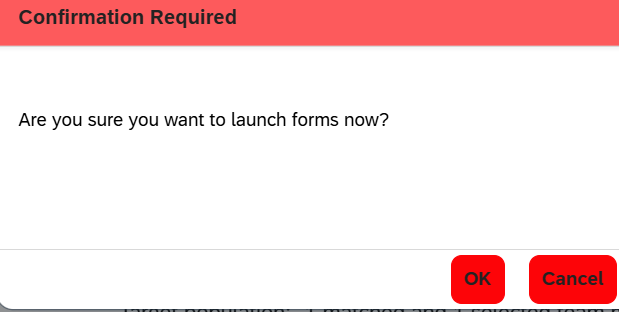 Confirmation Required
Are you sure you want to launch forms now?
OK
Cancel